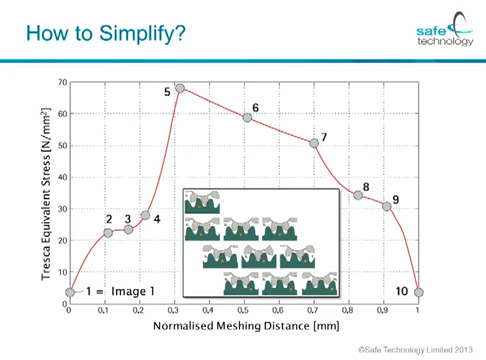 How to Simplify?
safe
technology
70
60
50
40
30
20
10
0
Tresca Equivalent Stress [N/mm²]
5
6
7
8
9
2 3 4
1 = Image 1
10
0 0,1 0,2 0,3 0,4 0,5 0,6 0,7 0,8 0,9 1
Normalised Meshing Distance [mm]
©Safe Technology Limited 2013